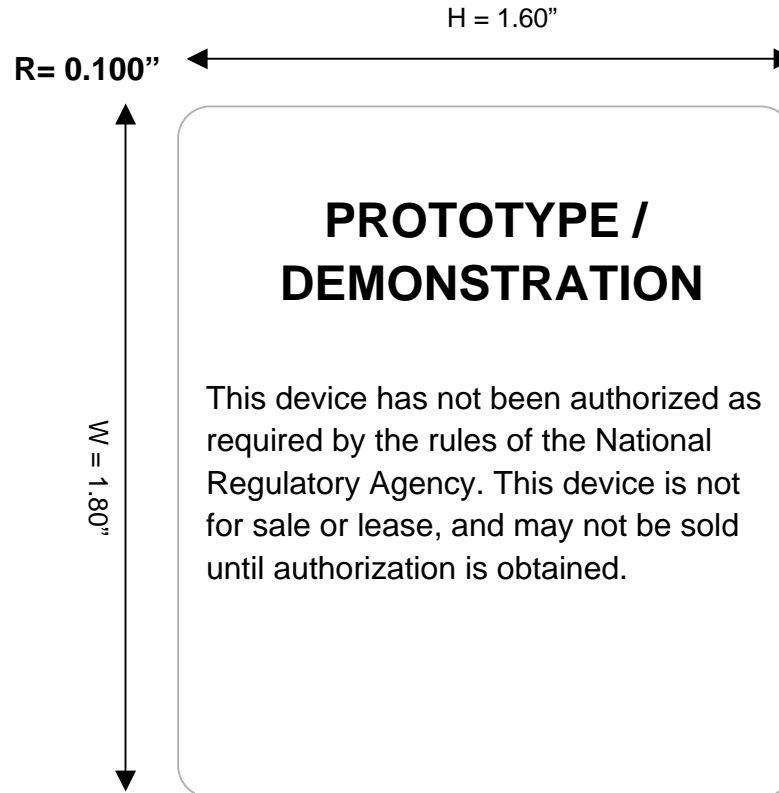 H = 1.60”
R= 0.100”
PROTOTYPE /
DEMONSTRATION
W = 1.80”
This device has not been authorized as
required by the rules of the National
Regulatory Agency. This device is not
for sale or lease, and may not be sold
until authorization is obtained.